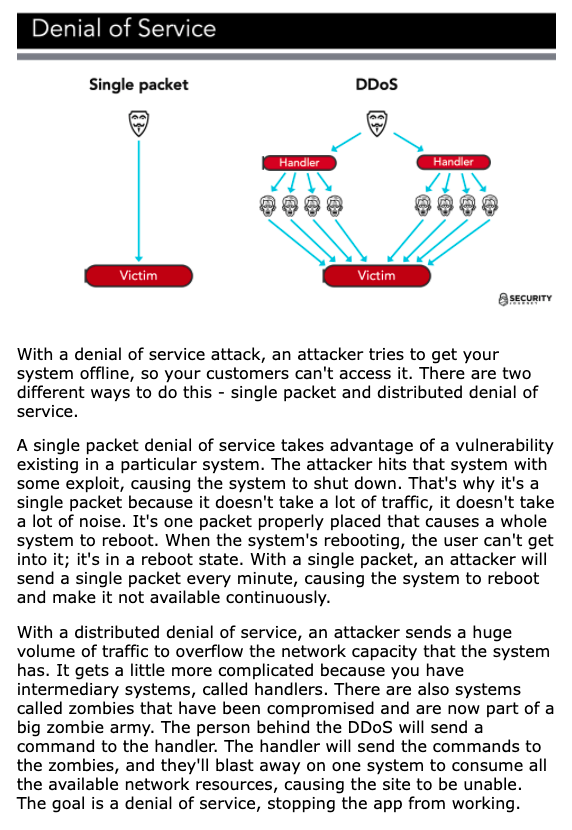 Denial of Service
Single packet
DDoS
Handler
Handler
Victim
Victim
SECURITY
JOURNEY
With a denial of service attack, an attacker tries to get your
system offline, so your customers can't access it. There are two
different ways to do this - single packet and distributed denial of
service.
A single packet denial of service takes advantage of a vulnerability
existing in a particular system. The attacker hits that system with
some exploit, causing the system to shut down. That's why it's a
single packet because it doesn't take a lot of traffic, it doesn't take
a lot of noise. It's one packet properly placed that causes a whole
system to reboot. When the system's rebooting, the user can't get
into it; it's in a reboot state. With a single packet, an attacker will
send a single packet every minute, causing the system to reboot
and make it not available continuously.
With a distributed denial of service, an attacker sends a huge
volume of traffic to overflow the network capacity that the system
has. It gets a little more complicated because you have
intermediary systems, called handlers. There are also systems
called zombies that have been compromised and are now part of a
big zombie army. The person behind the DDoS will send a
command to the handler. The handler will send the commands to
the zombies, and they'll blast away on one system to consume all
the available network resources, causing the site to be unable.
The goal is a denial of service, stopping the app from working.